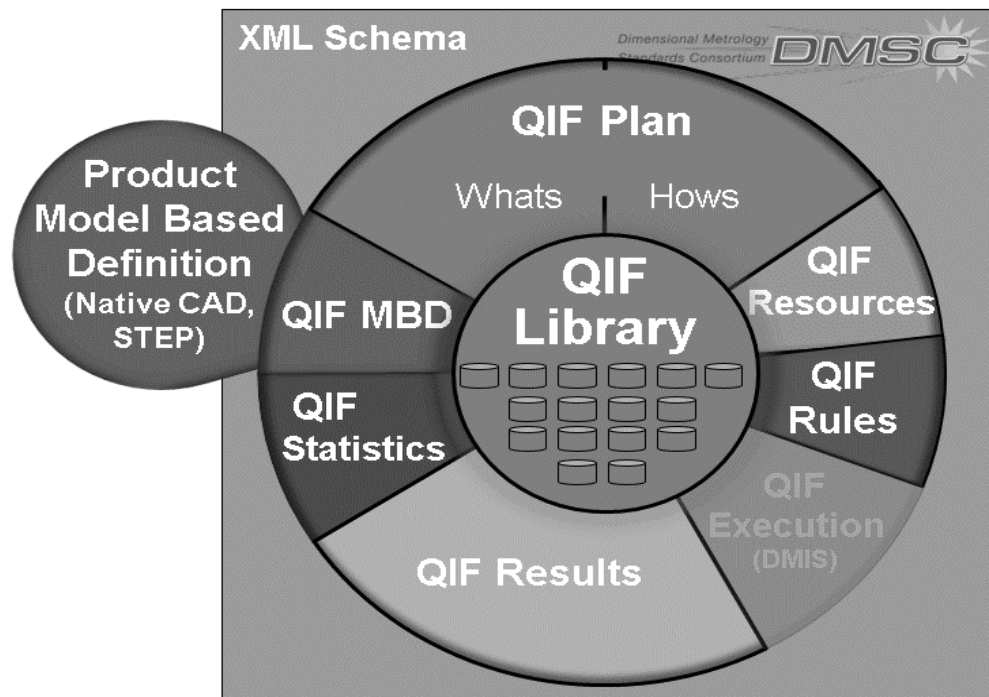 XML Schema
Dimensional Metrology
Standards Consortium
DMSC
QIF Plan
Whats
Hows
Product
Model Based
Definition
(Native CAD,
STEP)
QIF MBD
QIF
Library
QIF
Resources
QIF
Rules
QIF
Statistics
QIF
Execution
(DMIS)
QIF Results